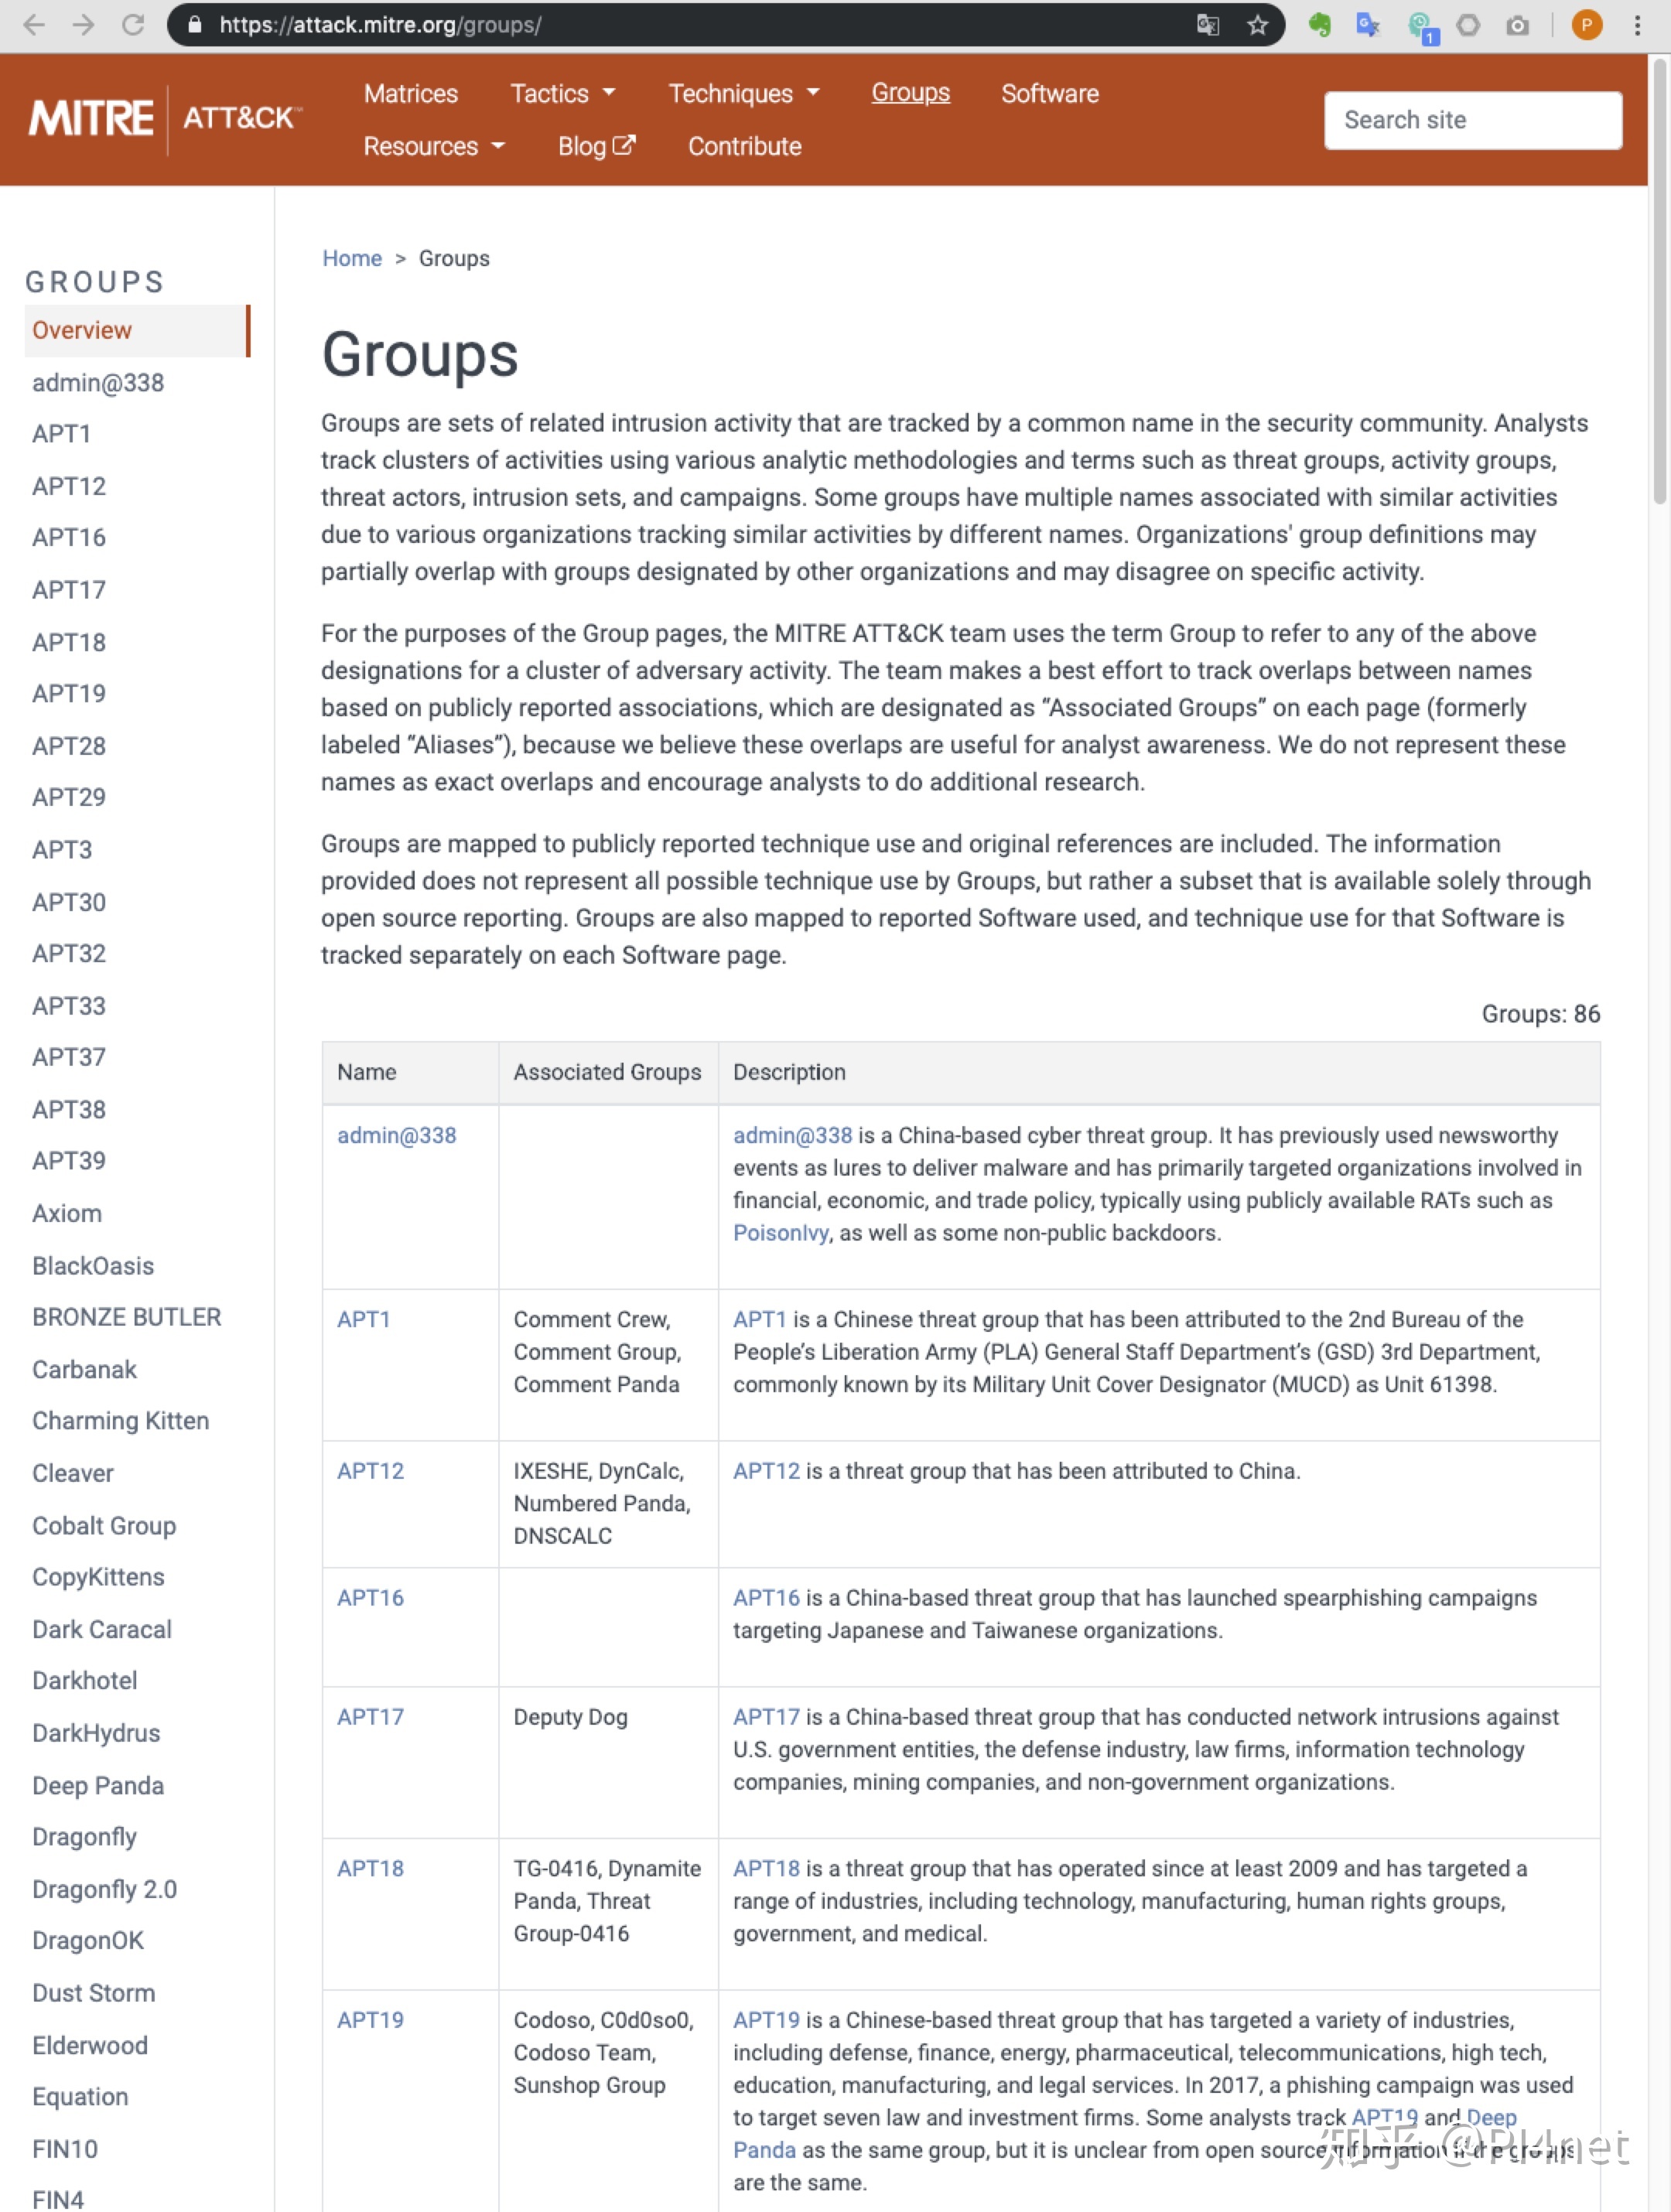 https://attack.mitre.org/groups/
1
P
MITRE ATT&CK™
Matrices Tactics Techniques Groups Software
Resources Blog Contribute
Search site
GROUPS
Overview
admin@338
APT1
APT12
APT16
APT17
APT18
APT19
APT28
APT29
APT3
APT30
APT32
APT33
APT37
APT38
APT39
Axiom
BlackOasis
BRONZE BUTLER
Carbanak
Charming Kitten
Cleaver
Cobalt Group
CopyKittens
Dark Caracal
Darkhotel
DarkHydrus
Deep Panda
Dragonfly
Dragonfly 2.0
DragonOK
Dust Storm
Elderwood
Equation
FIN10
FIN4
Home > Groups
Groups
Groups are sets of related intrusion activity that are tracked by a common name in the security community. Analysts
track clusters of activities using various analytic methodologies and terms such as threat groups, activity groups,
threat actors, intrusion sets, and campaigns. Some groups have multiple names associated with similar activities
due to various organizations tracking similar activities by different names. Organizations' group definitions may
partially overlap with groups designated by other organizations and may disagree on specific activity.
For the purposes of the Group pages, the MITRE ATT&CK team uses the term Group to refer to any of the above
designations for a cluster of adversary activity. The team makes a best effort to track overlaps between names
based on publicly reported associations, which are designated as “Associated Groups” on each page (formerly
labeled “Aliases”), because we believe these overlaps are useful for analyst awareness. We do not represent these
names as exact overlaps and encourage analysts to do additional research.
Groups are mapped to publicly reported technique use and original references are included. The information
provided does not represent all possible technique use by Groups, but rather a subset that is available solely through
open source reporting. Groups are also mapped to reported Software used, and technique use for that Software is
tracked separately on each Software page.
Groups: 86
Name Associated Groups Description
admin@338
admin@338 is a China-based cyber threat group. It has previously used newsworthy
events as lures to deliver malware and has primarily targeted organizations involved in
financial, economic, and trade policy, typically using publicly available RATs such as
PoisonIvy, as well as some non-public backdoors.
APT1
Comment Crew,
Comment Group,
Comment Panda
APT1 is a Chinese threat group that has been attributed to the 2nd Bureau of the
People’s Liberation Army (PLA) General Staff Department’s (GSD) 3rd Department,
commonly known by its Military Unit Cover Designator (MUCD) as Unit 61398.
APT12
IXESHE, DynCalc,
Numbered Panda,
DNSCALC
APT12 is a threat group that has been attributed to China.
APT16
APT16 is a China-based threat group that has launched spearphishing campaigns
targeting Japanese and Taiwanese organizations.
APT17
Deputy Dog
APT17 is a China-based threat group that has conducted network intrusions against
U.S. government entities, the defense industry, law firms, information technology
companies, mining companies, and non-government organizations.
APT18
TG-0416, Dynamite
Panda, Threat
Group-0416
APT18 is a threat group that has operated since at least 2009 and has targeted a
range of industries, including technology, manufacturing, human rights groups,
government, and medical.
APT19
Codoso, C0d0so0,
Codoso Team,
Sunshop Group
APT19 is a Chinese-based threat group that has targeted a variety of industries,
including defense, finance, energy, pharmaceutical, telecommunications, high tech,
education, manufacturing, and legal services. In 2017, a phishing campaign was used
to target seven law and investment firms. Some analysts track APT19 and Deep
Panda as the same group, but it is unclear from open source information if the groups
are the same.
知乎 @PI4net